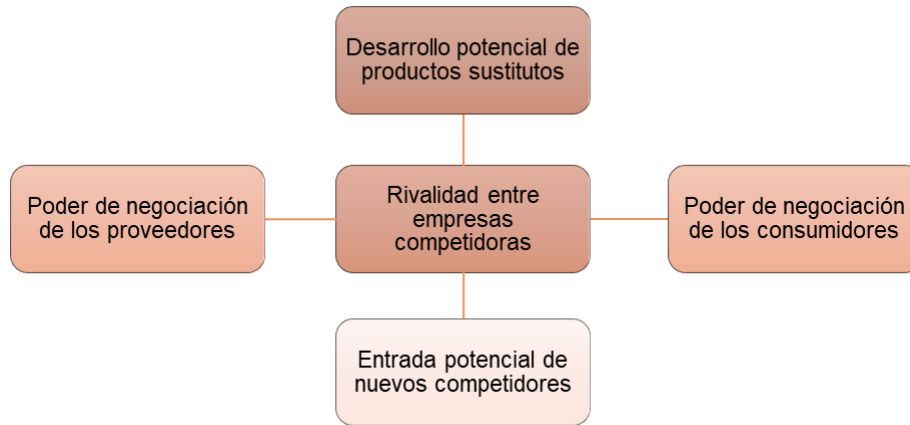 Desarrollo potencial de
productos sustitutos
Poder de negociación
de los proveedores
Rivalidad entre
empresas
competidoras
Poder de negociación
de los consumidores
Entrada potencial de
nuevos competidores